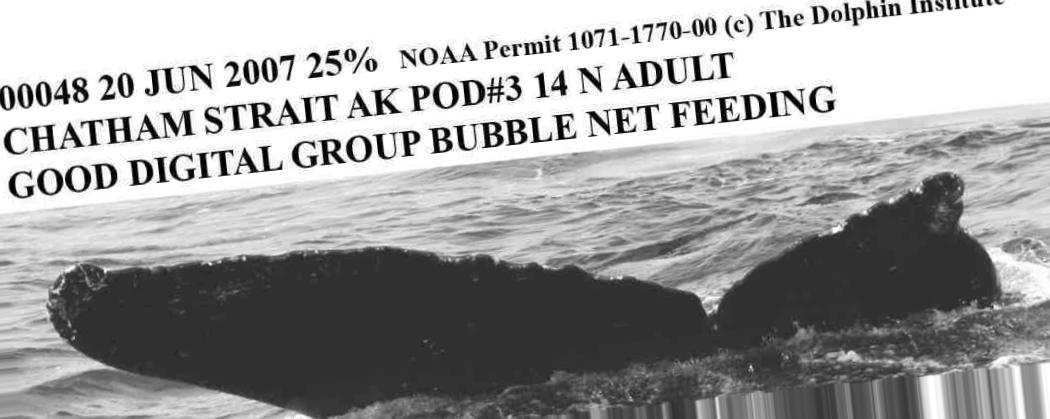 00048 20 JUN 2007 25% NOAA Permit 1071-1770-00 (c) The Dolphin Institute
CHATHAM STRAIT AK POD#3 14 N ADULT
GOOD DIGITAL GROUP BUBBLE NET FEEDING